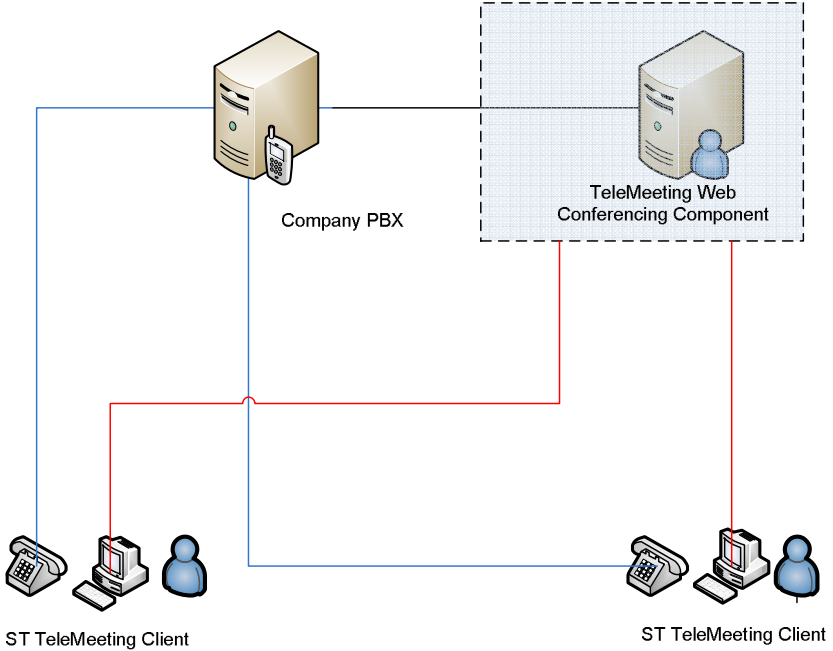 TeleMeeting Web
Conferencing Component
Company PBX
ST TeleMeeting Client
ST TeleMeeting Client